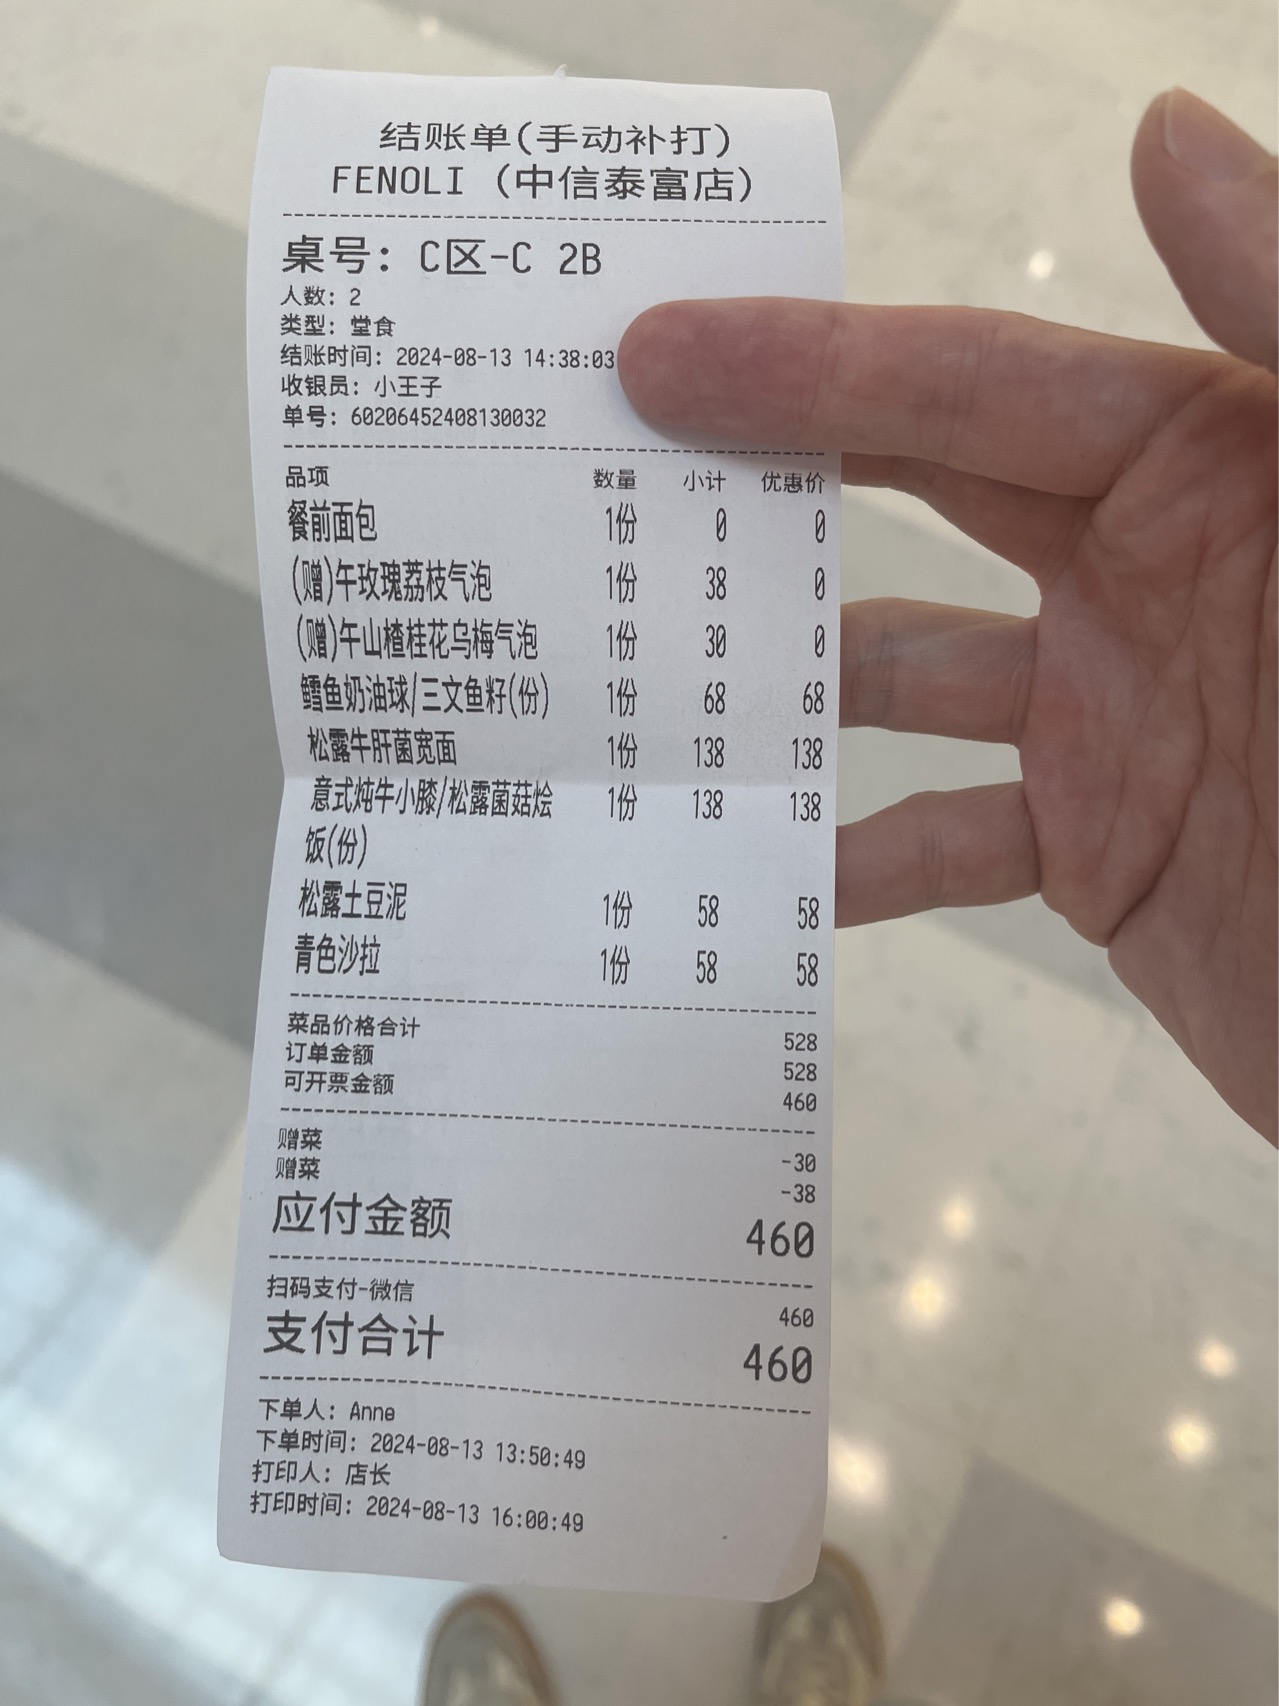 结账单(手动补打)
FENOLI (中信泰富店)
桌号: C区-C 2B
人数: 2
类型: 堂食
结账时间: 2024-08-13 14:38:03
收银员: 小王子
单号: 60206452408130032
品项 数量 小计 优惠价
餐前面包 1份 0 0
(赠)午玫瑰荔枝气泡 1份 38 0
(赠)午山楂桂花乌梅气泡 1份 30 0
鳕鱼奶油球/三文鱼籽(份) 1份 68 68
松露牛肝菌宽面 1份 138 138
意式炖牛小膝/松露菌菇烩 1份 138 138
饭(份)
松露土豆泥 1份 58 58
青色沙拉 1份 58 58
菜品价格合计 528
订单金额 528
可开票金额 460
赠菜 -30
赠菜 -38
应付金额 460
扫码支付-微信 460
支付合计 460
下单人: Anne
下单时间: 2024-08-13 13:50:49
打印人: 店长
打印时间: 2024-08-13 16:00:49